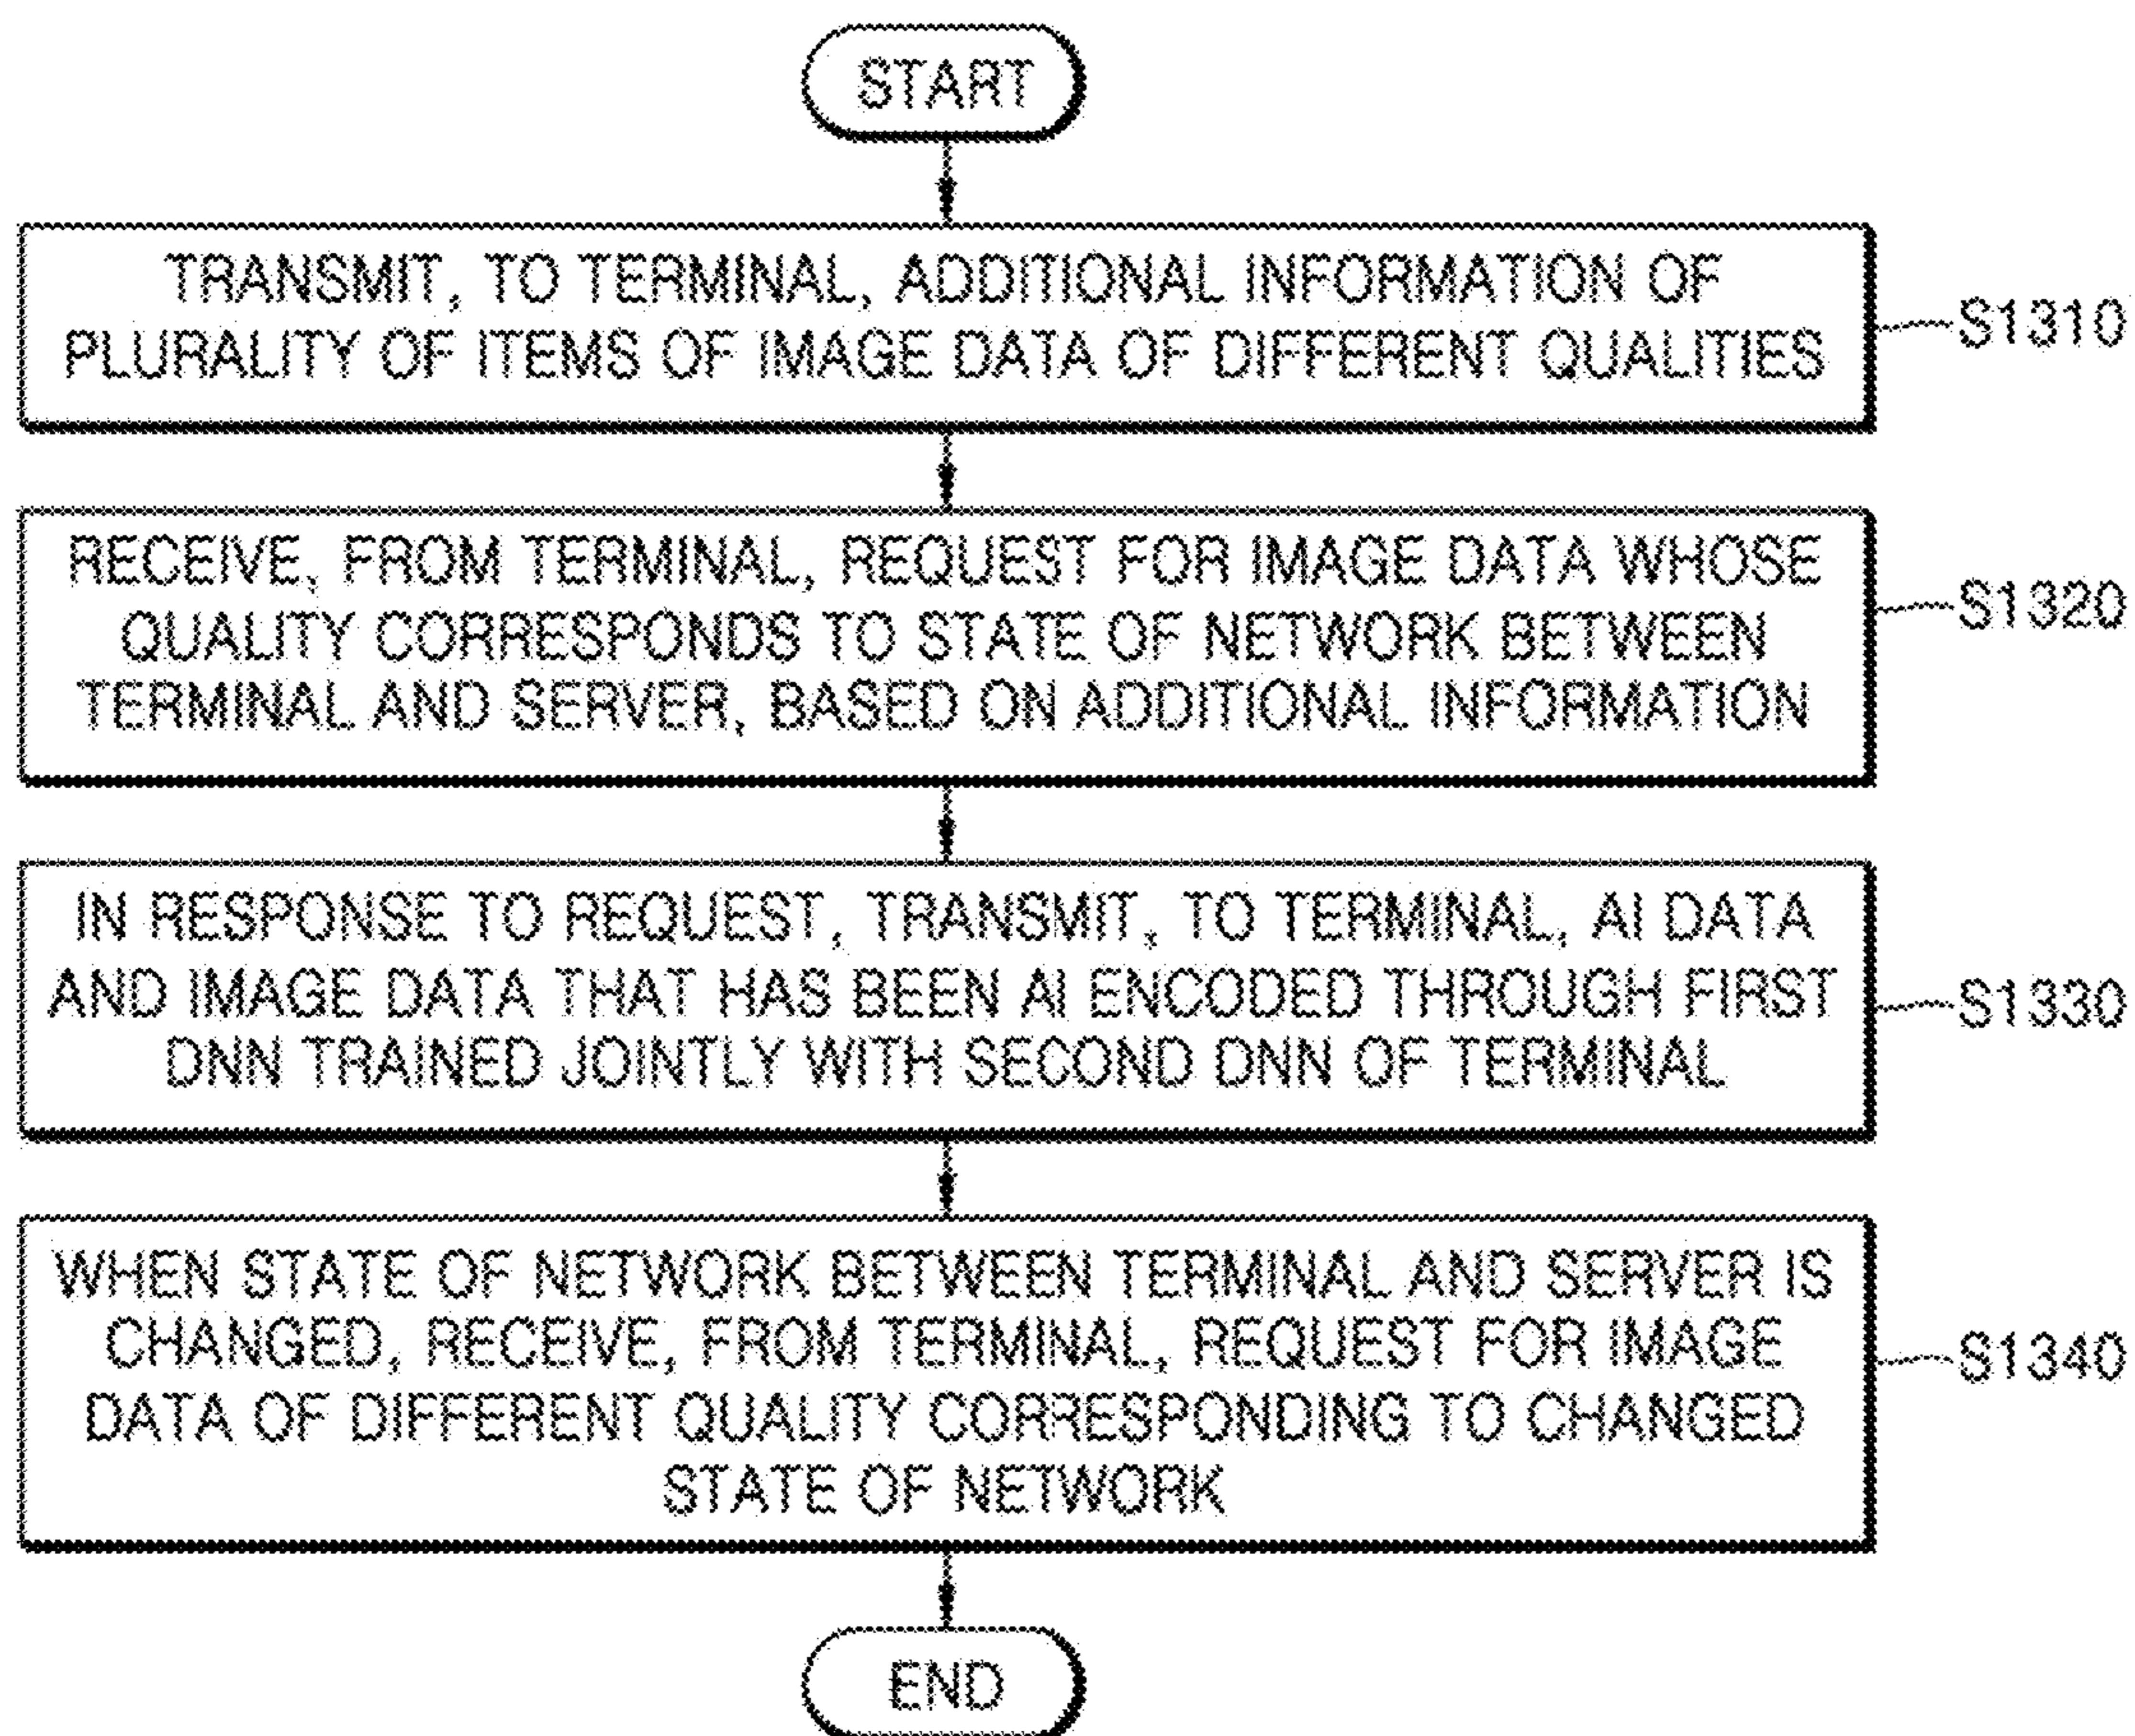 START
TRANSMIT, TO TERMINAL, ADDITIONAL INFORMATION OF
PLURALITY OF ITEMS OF IMAGE DATA OF DIFFERENT QUALITIES
S1310
RECEIVE, FROM TERMINAL, REQUEST FOR IMAGE DATA WHOSE
QUALITY CORRESPONDS TO STATE OF NETWORK BETWEEN
TERMINAL AND SERVER, BASED ON ADDITIONAL INFORMATION
S1320
IN RESPONSE TO REQUEST, TRANSMIT, TO TERMINAL, AI DATA
AND IMAGE DATA THAT HAS BEEN AI ENCODED THROUGH FIRST
DNN TRAINED JOINTLY WITH SECOND DNN OF TERMINAL
S1330
WHEN STATE OF NETWORK BETWEEN TERMINAL AND SERVER IS
CHANGED, RECEIVE, FROM TERMINAL, REQUEST FOR IMAGE
DATA OF DIFFERENT QUALITY CORRESPONDING TO CHANGED
STATE OF NETWORK
S1340
END